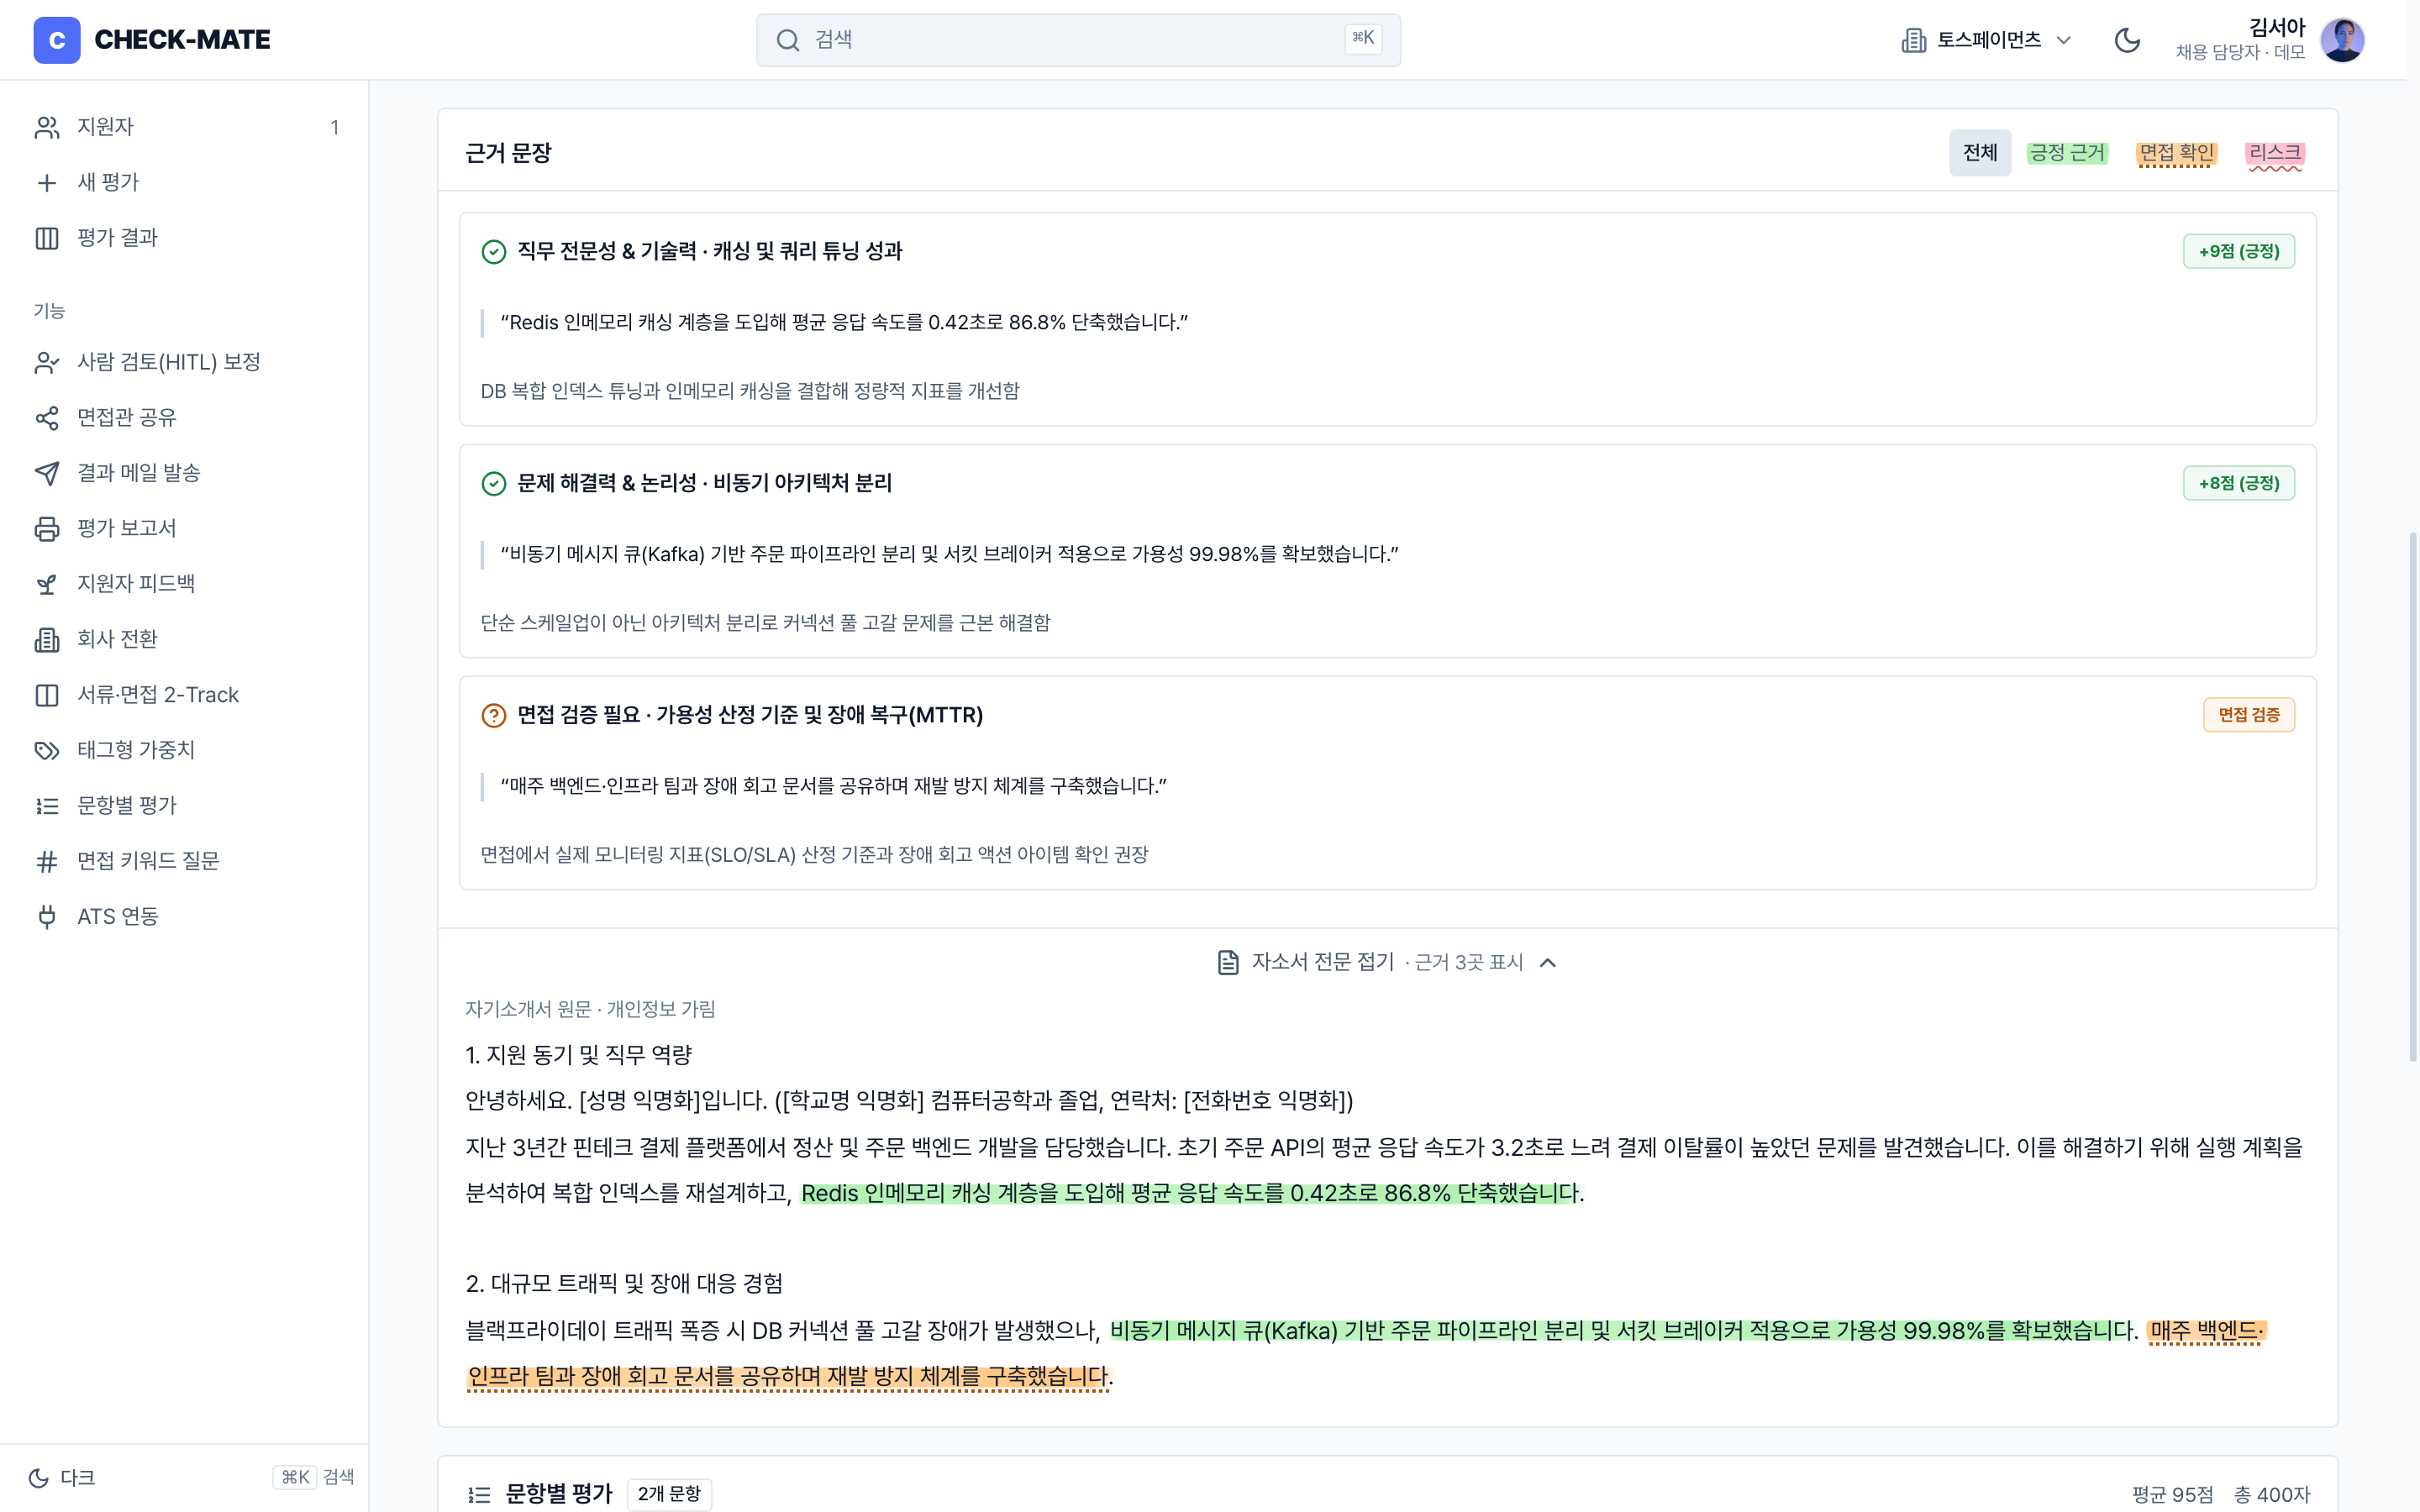 C CHECK-MATE
검색 ⌘K
토스페이먼츠
김서아
채용 담당자 · 데모
지원자 1
새 평가
평가 결과
기능
사람 검토(HITL) 보정
면접관 공유
결과 메일 발송
평가 보고서
지원자 피드백
회사 전환
서류·면접 2-Track
태그형 가중치
문항별 평가
면접 키워드 질문
ATS 연동
다크 ⌘K 검색
근거 문장
전체 긍정 근거 면접 확인 리스크
직무 전문성 & 기술력 · 캐싱 및 쿼리 튜닝 성과
+9점 (긍정)
“Redis 인메모리 캐싱 계층을 도입해 평균 응답 속도를 0.42초로 86.8% 단축했습니다.”
DB 복합 인덱스 튜닝과 인메모리 캐싱을 결합해 정량적 지표를 개선함
문제 해결력 & 논리성 · 비동기 아키텍처 분리
+8점 (긍정)
“비동기 메시지 큐(Kafka) 기반 주문 파이프라인 분리 및 서킷 브레이커 적용으로 가용성 99.98%를 확보했습니다.”
단순 스케일업이 아닌 아키텍처 분리로 커넥션 풀 고갈 문제를 근본 해결함
면접 검증 필요 · 가용성 산정 기준 및 장애 복구(MTTR)
면접 검증
“매주 백엔드·인프라 팀과 장애 회고 문서를 공유하며 재발 방지 체계를 구축했습니다.”
면접에서 실제 모니터링 지표(SLO/SLA) 산정 기준과 장애 회고 액션 아이템 확인 권장
자소서 전문 접기 · 근거 3곳 표시
자기소개서 원문 · 개인정보 가림
1. 지원 동기 및 직무 역량
안녕하세요. [성명 익명화]입니다. ([학교명 익명화] 컴퓨터공학과 졸업, 연락처: [전화번호 익명화])
지난 3년간 핀테크 결제 플랫폼에서 정산 및 주문 백엔드 개발을 담당했습니다. 초기 주문 API의 평균 응답 속도가 3.2초로 느려 결제 이탈률이 높았던 문제를 발견했습니다. 이를 해결하기 위해 실행 계획을
분석하여 복합 인덱스를 재설계하고, Redis 인메모리 캐싱 계층을 도입해 평균 응답 속도를 0.42초로 86.8% 단축했습니다.
2. 대규모 트래픽 및 장애 대응 경험
블랙프라이데이 트래픽 폭증 시 DB 커넥션 풀 고갈 장애가 발생했으나, 비동기 메시지 큐(Kafka) 기반 주문 파이프라인 분리 및 서킷 브레이커 적용으로 가용성 99.98%를 확보했습니다. 매주 백엔드·
인프라 팀과 장애 회고 문서를 공유하며 재발 방지 체계를 구축했습니다.
문항별 평가 2개 문항
평균 95점 총 400자